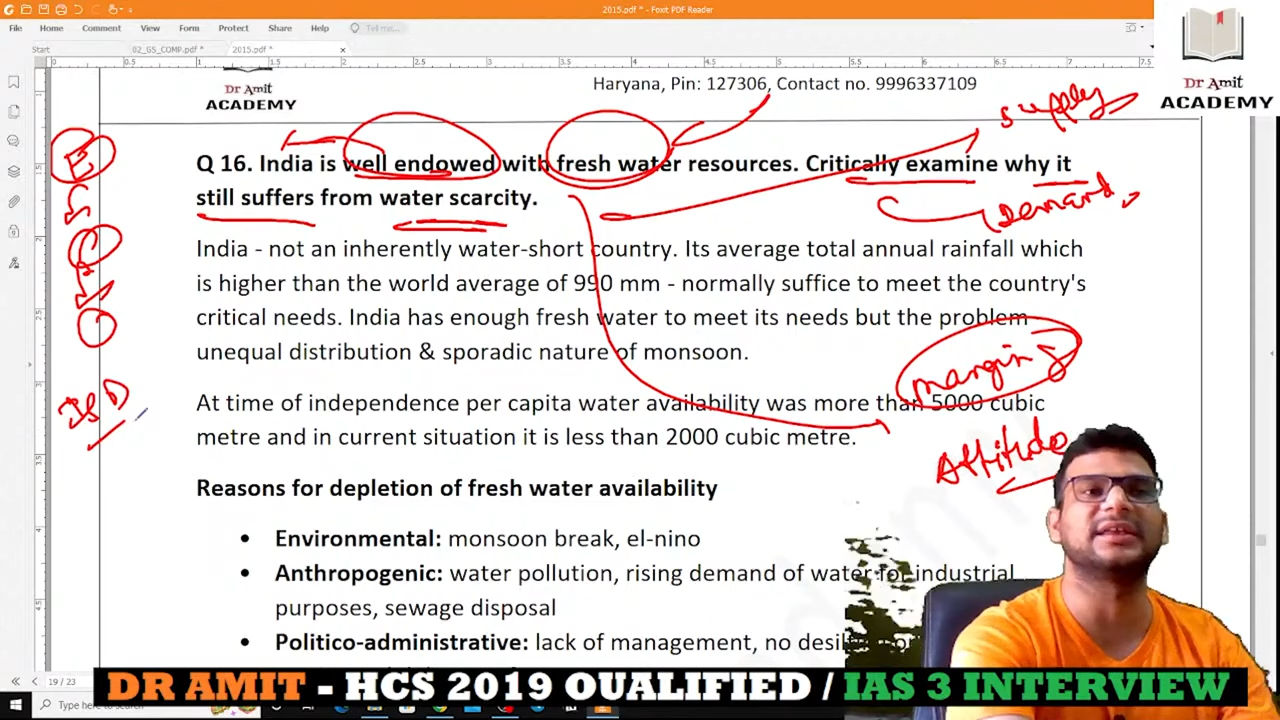 2015.pdf * - Foxit PDF Reader
File Home Comment View Form Protect Share Help Tell me...
Start 02_GS_COMP.pdf * 2015.pdf *
Dr Amit
ACADEMY
Haryana, Pin: 127306, Contact no. 9996337109
Dr Amit
ACADEMY
supply
Q 16. India is well endowed with fresh water resources. Critically examine why it
still suffers from water scarcity.
Demand
India - not an inherently water-short country. Its average total annual rainfall which
is higher than the world average of 990 mm - normally suffice to meet the country's
critical needs. India has enough fresh water to meet its needs but the problem
unequal distribution & sporadic nature of monsoon.
At time of independence per capita water availability was more than 5000 cubic
metre and in current situation it is less than 2000 cubic metre.
Attitude
Reasons for depletion of fresh water availability
• Environmental: monsoon break, el-nino
• Anthropogenic: water pollution, rising demand of water for industrial
purposes, sewage disposal
• Politico-administrative: lack of management, no
19 / 23
DR AMIT - HCS 2019 QUALIFIED / IAS 3 INTERVIEW
Type here to search